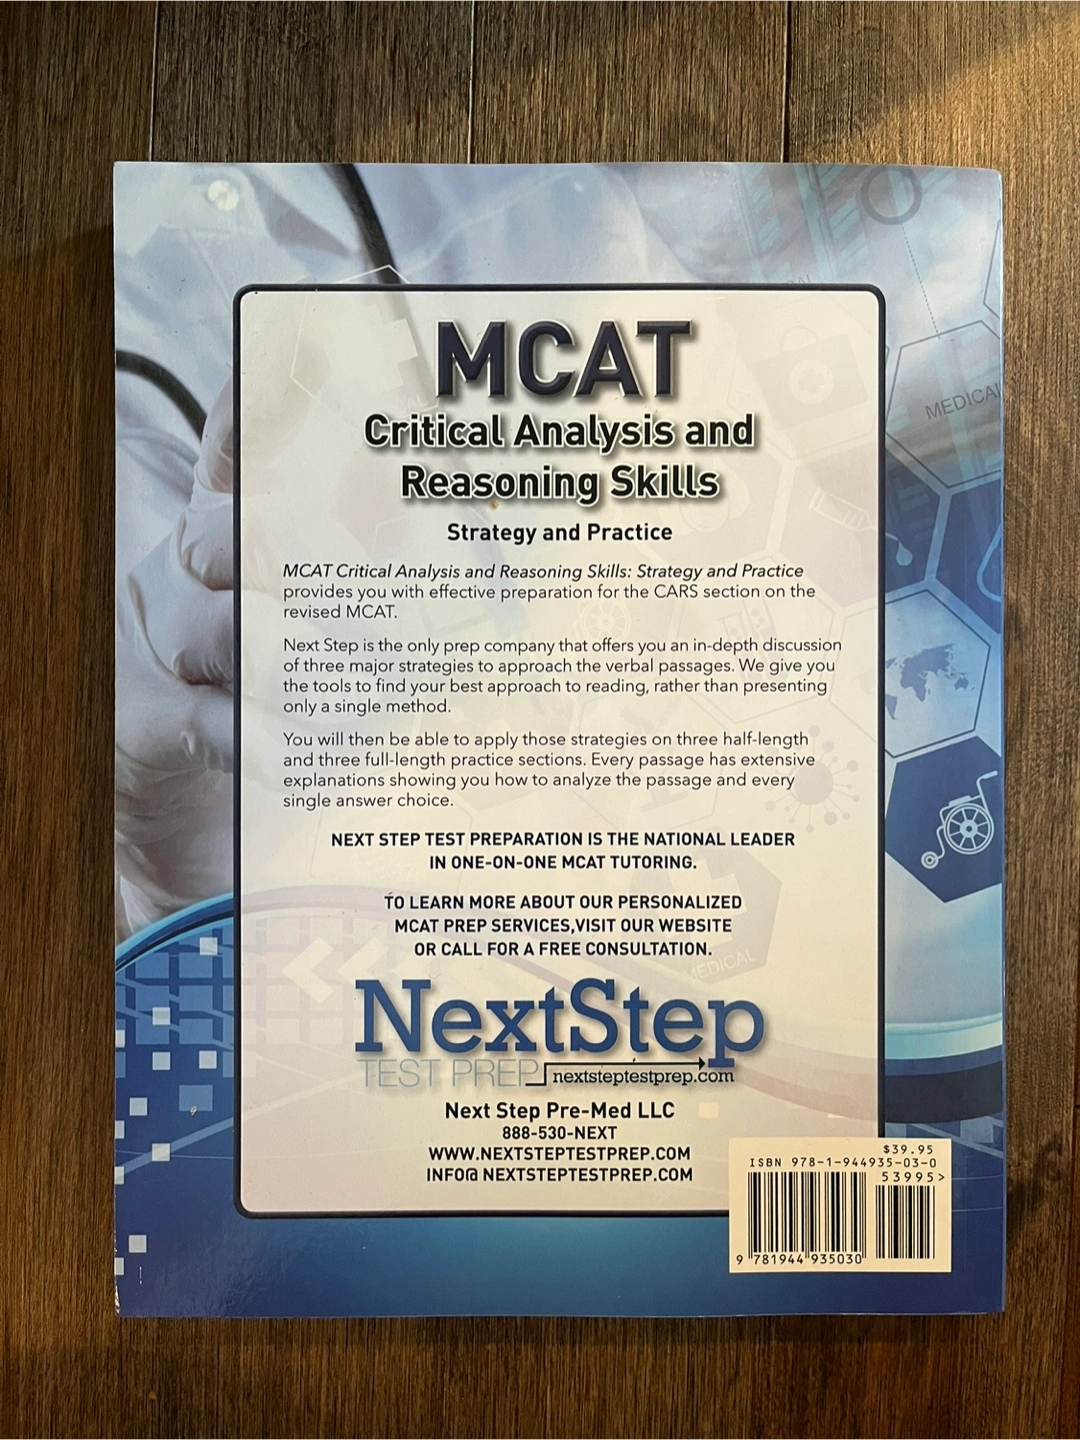 MEDICAL
MCAT
Critical Analysis and
Reasoning Skills
Strategy and Practice
MCAT Critical Analysis and Reasoning Skills: Strategy and Practice
provides you with effective preparation for the CARS section on the
revised MCAT.
Next Step is the only prep company that offers you an in-depth discussion
of three major strategies to approach the verbal passages. We give you
the tools to find your best approach to reading, rather than presenting
only a single method.
You will then be able to apply those strategies on three half-length
and three full-length practice sections. Every passage has extensive
explanations showing you how to analyze the passage and every
single answer choice.
NEXT STEP TEST PREPARATION IS THE NATIONAL LEADER
IN ONE-ON-ONE MCAT TUTORING.
TO LEARN MORE ABOUT OUR PERSONALIZED
MCAT PREP SERVICES,VISIT OUR WEBSITE
OR CALL FOR A FREE CONSULTATION.
MEDICAL
NextStep
TEST PREP
nextsteptestprep.com
Next Step Pre-Med LLC
888-530-NEXT
WWW.NEXTSTEPTESTPREP.COM
INFO@ NEXTSTEPTESTPREP.COM
$39.95
ISBN 978-1-944935-03-0
53995>
9 781944 935030